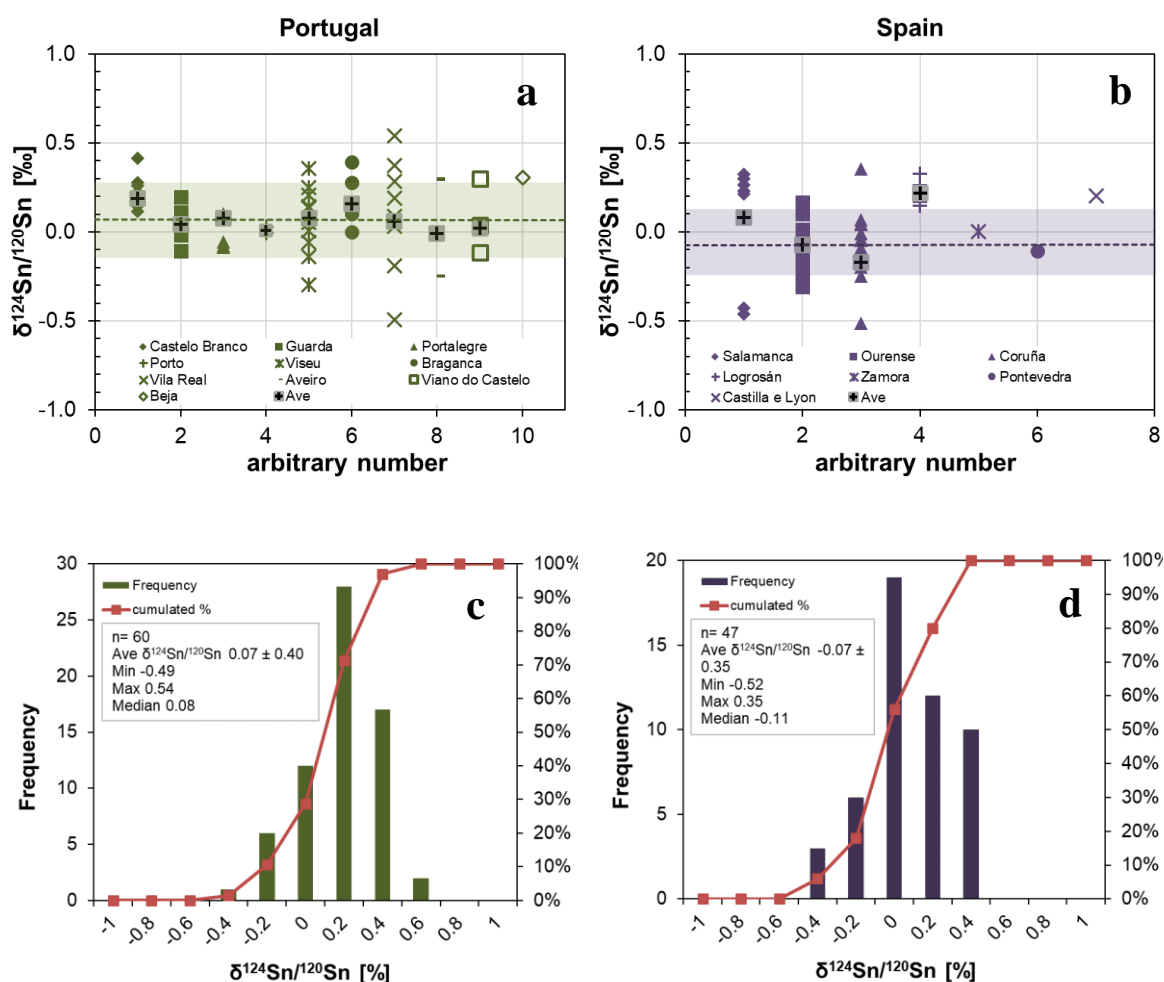 Portugal
a
δ¹²⁴Sn/¹²⁰Sn [‰]
1.0
0.5
0.0
-0.5
-1.0
Castelo Branco Guarda Portalegre
Porto Viseu Braganca
Vila Real Aveiro Viano do Castelo
Beja Ave
0 2 4 6 8 10
arbitrary number
Spain
b
δ¹²⁴Sn/¹²⁰Sn [‰]
1.0
0.5
0.0
-0.5
-1.0
Salamanca Ourense Coruña
Logrosán Zamora Pontevedra
Castilla e Lyon Ave
0 2 4 6 8
arbitrary number
c
Frequency
30
25
20
15
10
5
0
Frequency
cumulated %
n= 60
Ave δ¹²⁴Sn/¹²⁰Sn 0.07 ± 0.40
Min -0.49
Max 0.54
Median 0.08
100%
90%
80%
70%
60%
50%
40%
30%
20%
10%
0%
-1 -0.8 -0.6 -0.4 -0.2 0 0.2 0.4 0.6 0.8 1
δ¹²⁴Sn/¹²⁰Sn [%]
d
Frequency
20
15
10
5
0
Frequency
cumulated %
n= 47
Ave δ¹²⁴Sn/¹²⁰Sn -0.07 ±
0.35
Min -0.52
Max 0.35
Median -0.11
100%
90%
80%
70%
60%
50%
40%
30%
20%
10%
0%
-1 -0.8 -0.6 -0.4 -0.2 0 0.2 0.4 0.6 0.8 1
δ¹²⁴Sn/¹²⁰Sn [%]